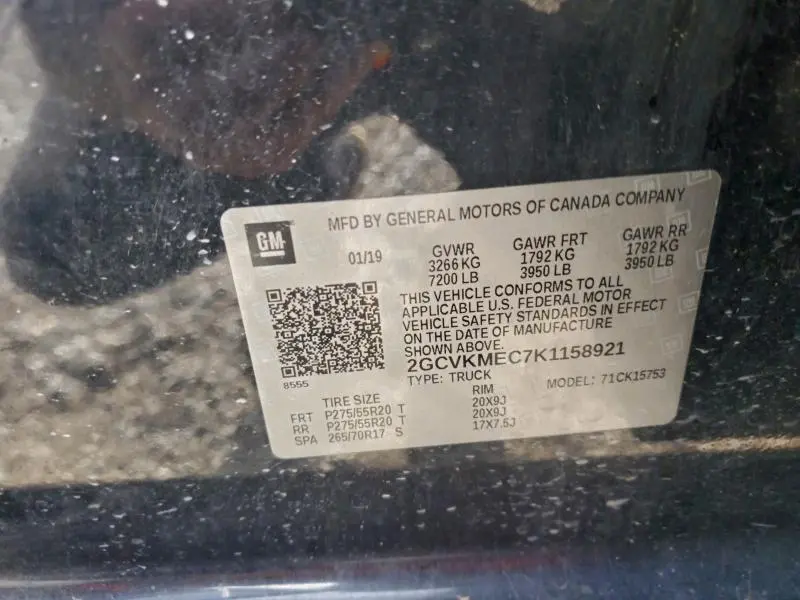 MFD BY GENERAL MOTORS OF CANADA COMPANY
GM
01/19
GVWR
3266 KG
7200 LB
GAWR FRT
1792 KG
3950 LB
GAWR RR
1792 KG
3950 LB
THIS VEHICLE CONFORMS TO ALL
APPLICABLE U.S. FEDERAL MOTOR
VEHICLE SAFETY STANDARDS IN EFFECT
ON THE DATE OF MANUFACTURE
SHOWN ABOVE.
2GCVKMEC7K1158921
TYPE: TRUCK
MODEL: 71CK15753
8555
TIRE SIZE RIM
FRT P275/55R20 T 20X9J
RR P275/55R20 T 20X9J
SPA 265/70R17 S 17X7.5J